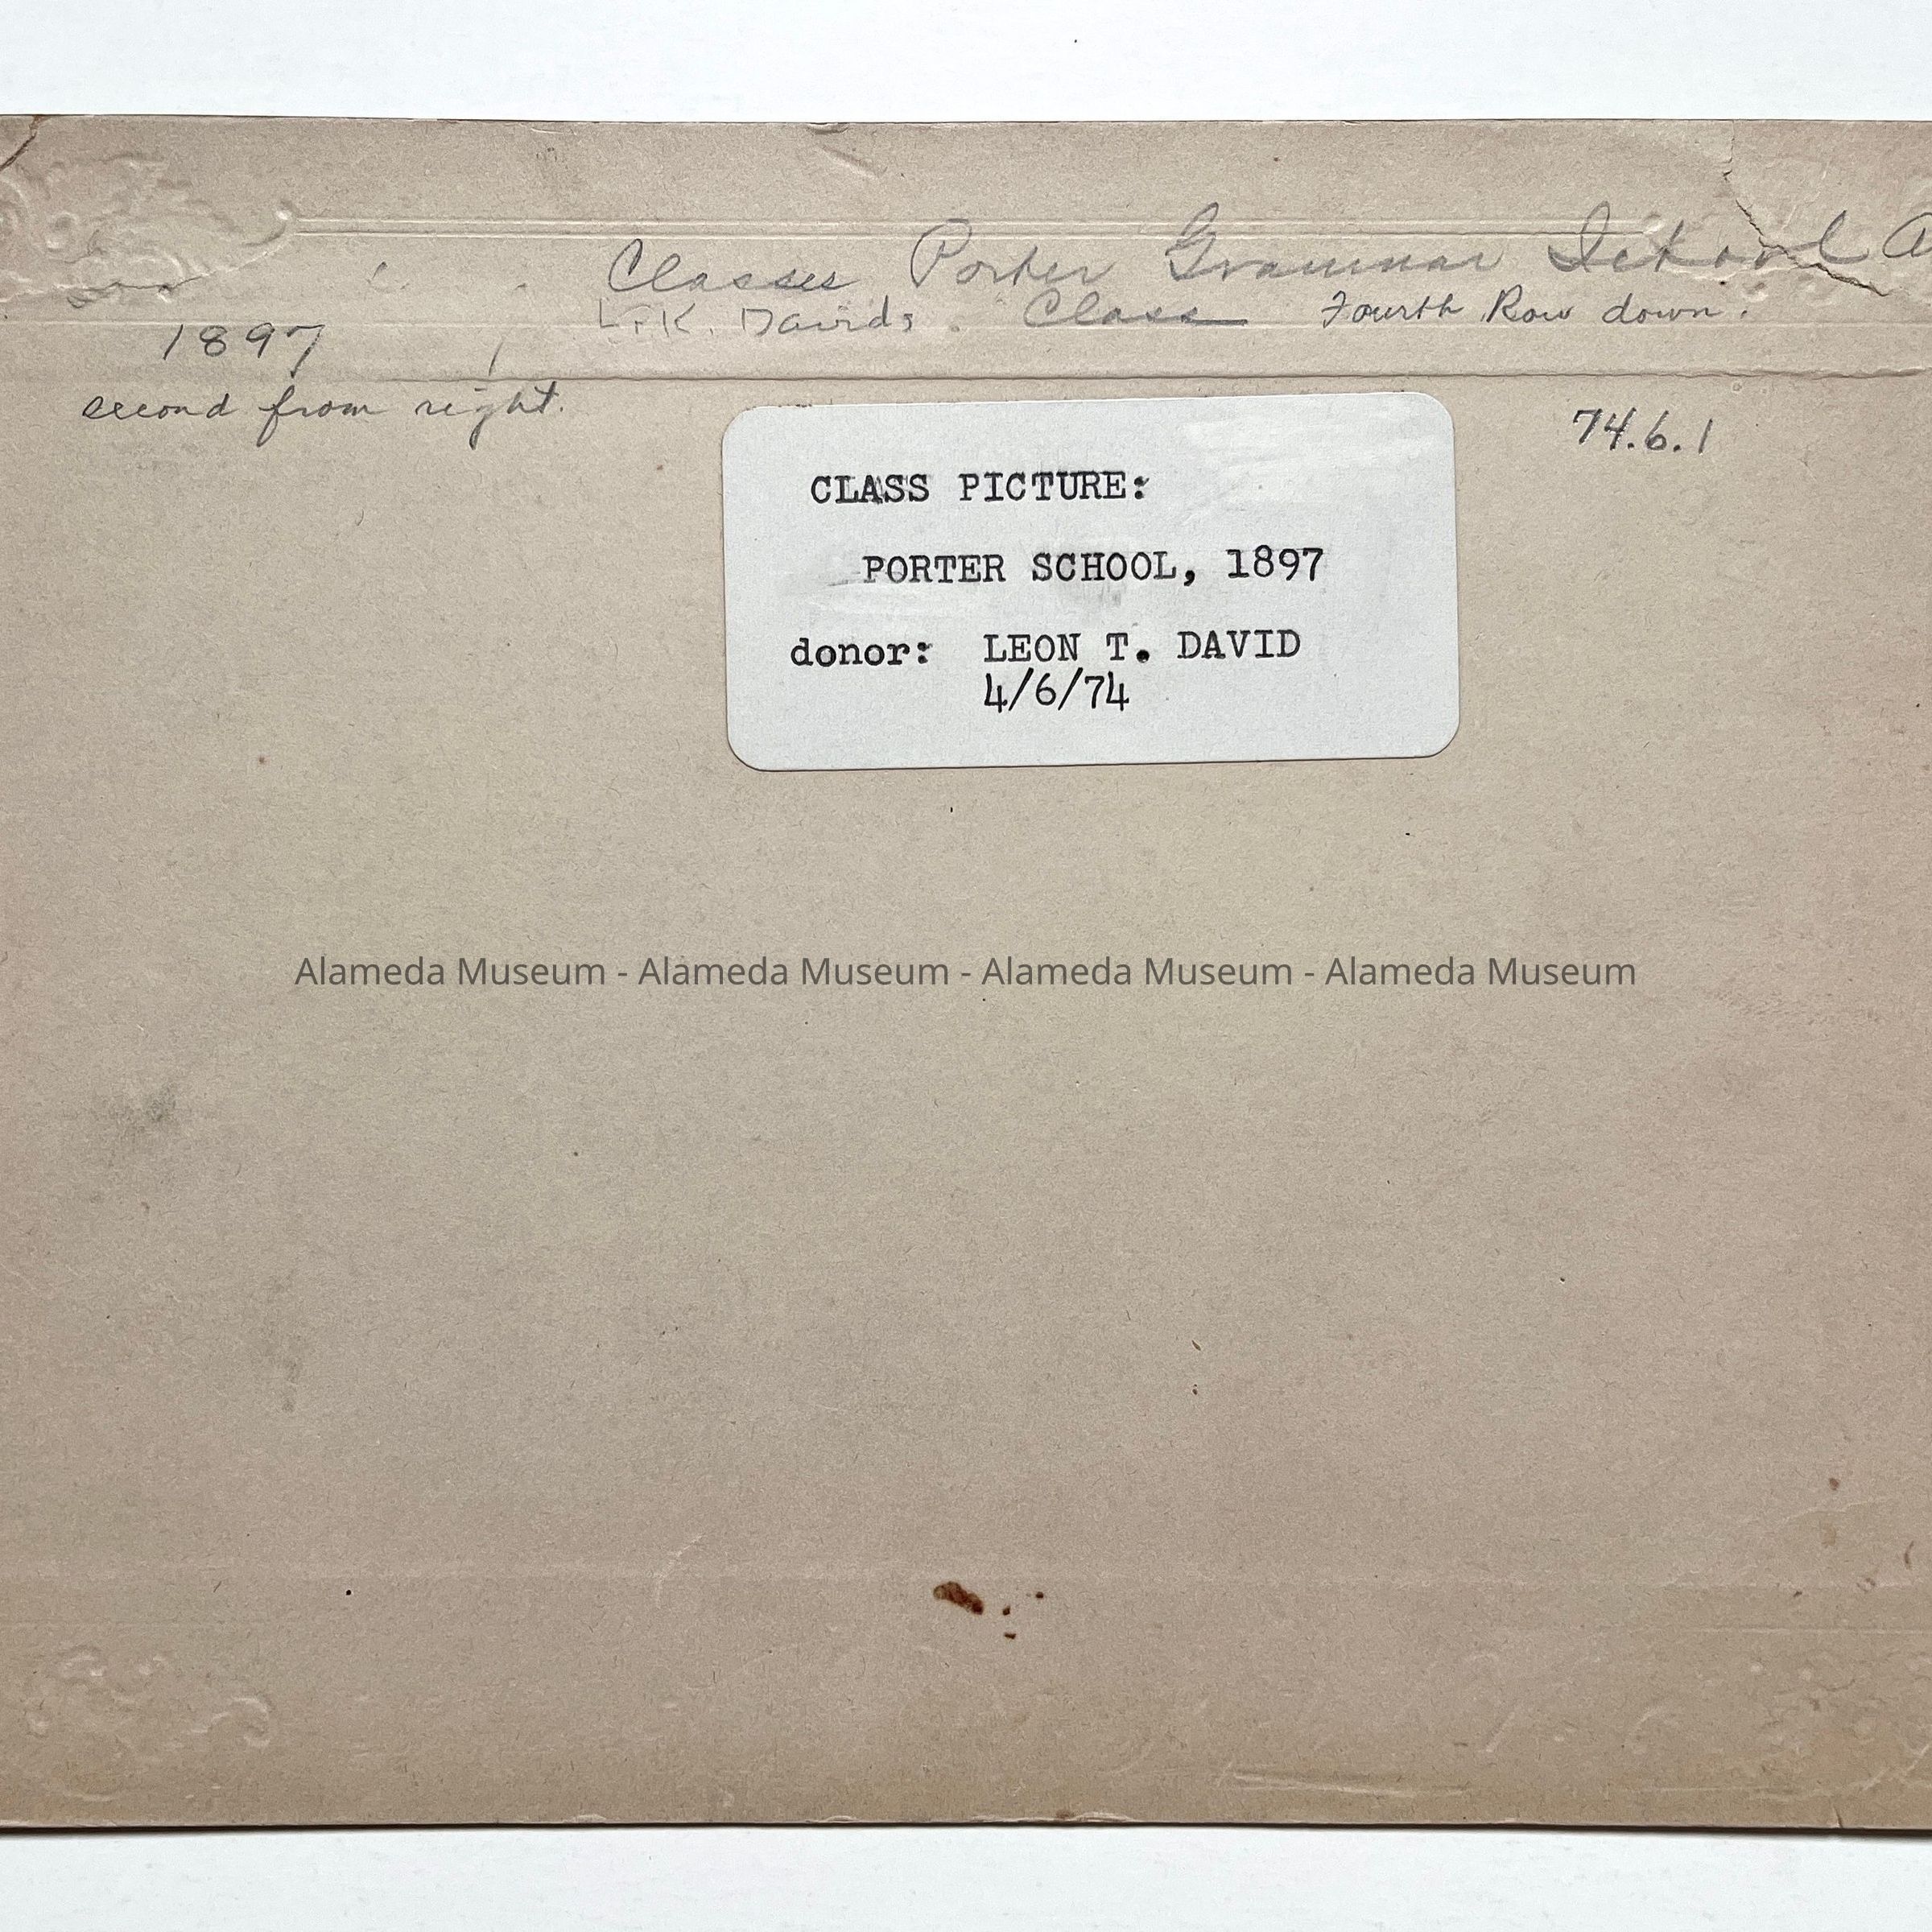 Classes Porter Grammar School
Davids Class Fourth Row down.
1897
second from right.
74.6.1
CLASS PICTURE:
PORTER SCHOOL, 1897
donor: LEON T. DAVID
4/6/74
Alameda Museum - Alameda Museum - Alameda Museum - Alameda Museum